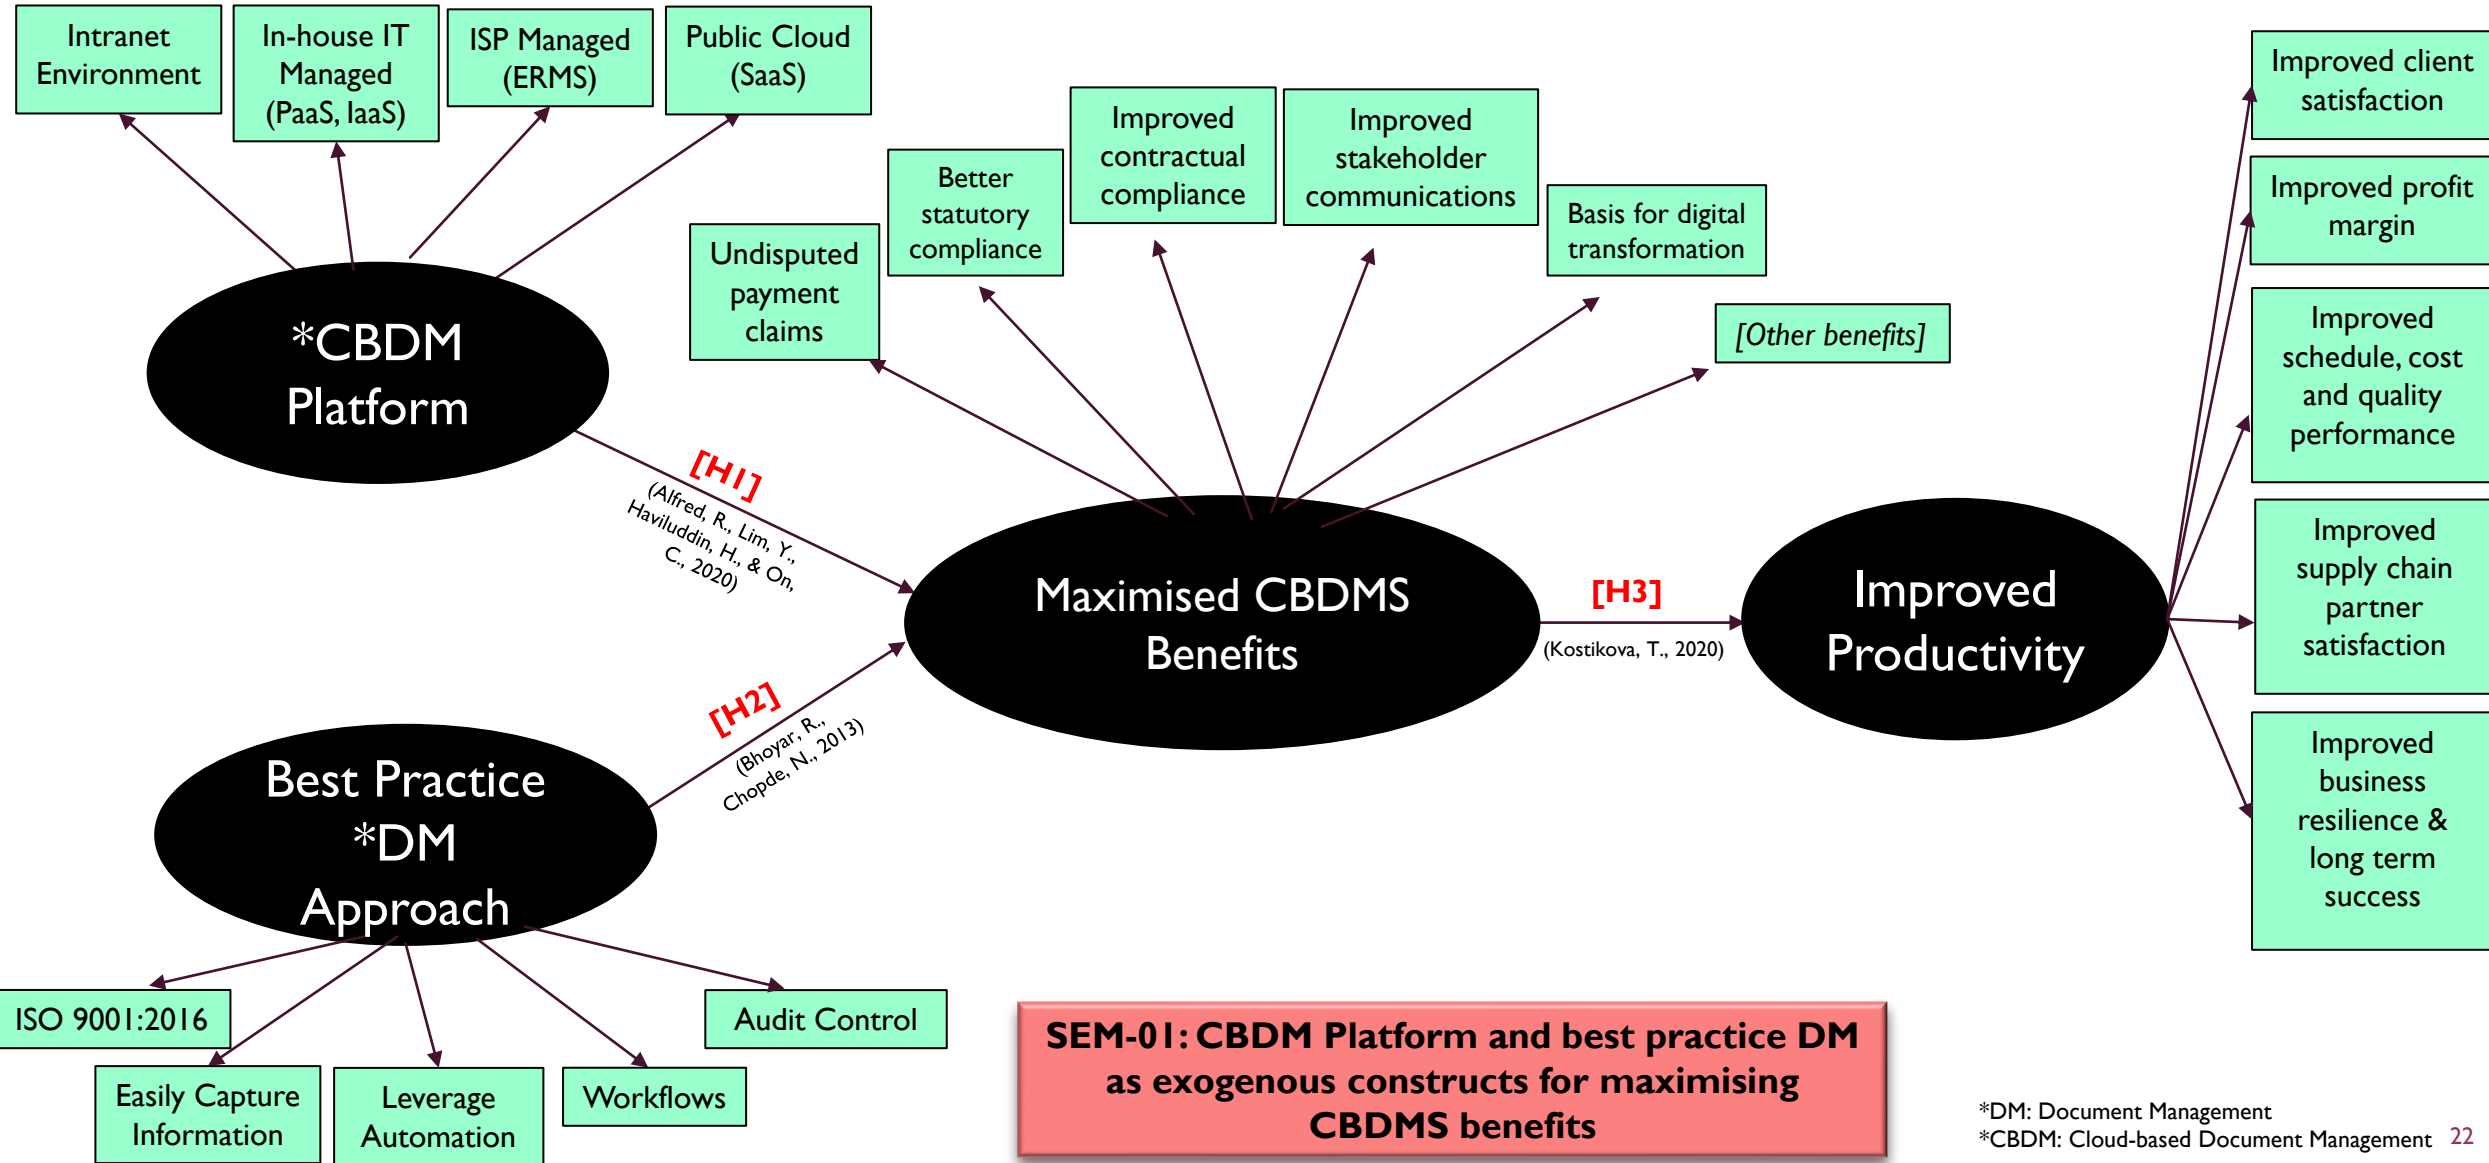 Intranet
Environment
In-house IT
Managed
(PaaS, IaaS)
ISP Managed
(ERMS)
Public Cloud
(SaaS)
*CBDM
Platform
Undisputed
payment
claims
Better
statutory
compliance
Improved
contractual
compliance
Improved
stakeholder
communications
Basis for digital
transformation
[Other benefits]
Improved client
satisfaction
Improved profit
margin
Improved
schedule, cost
and quality
performance
Improved
supply chain
partner
satisfaction
Improved
business
resilience &
long term
success
[H1]
(Alfred, R., Lim, Y.,
Haviluddin, H., & On,
C., 2020)
Maximised CBDMS
Benefits
[H3]
(Kostikova, T., 2020)
Improved
Productivity
[H2]
(Bhoyar, R.,
Chopde, N., 2013)
Best Practice
*DM
Approach
ISO 9001:2016
Easily Capture
Information
Leverage
Automation
Workflows
Audit Control
SEM-01: CBDM Platform and best practice DM
as exogenous constructs for maximising
CBDMS benefits
*DM: Document Management
*CBDM: Cloud-based Document Management
22